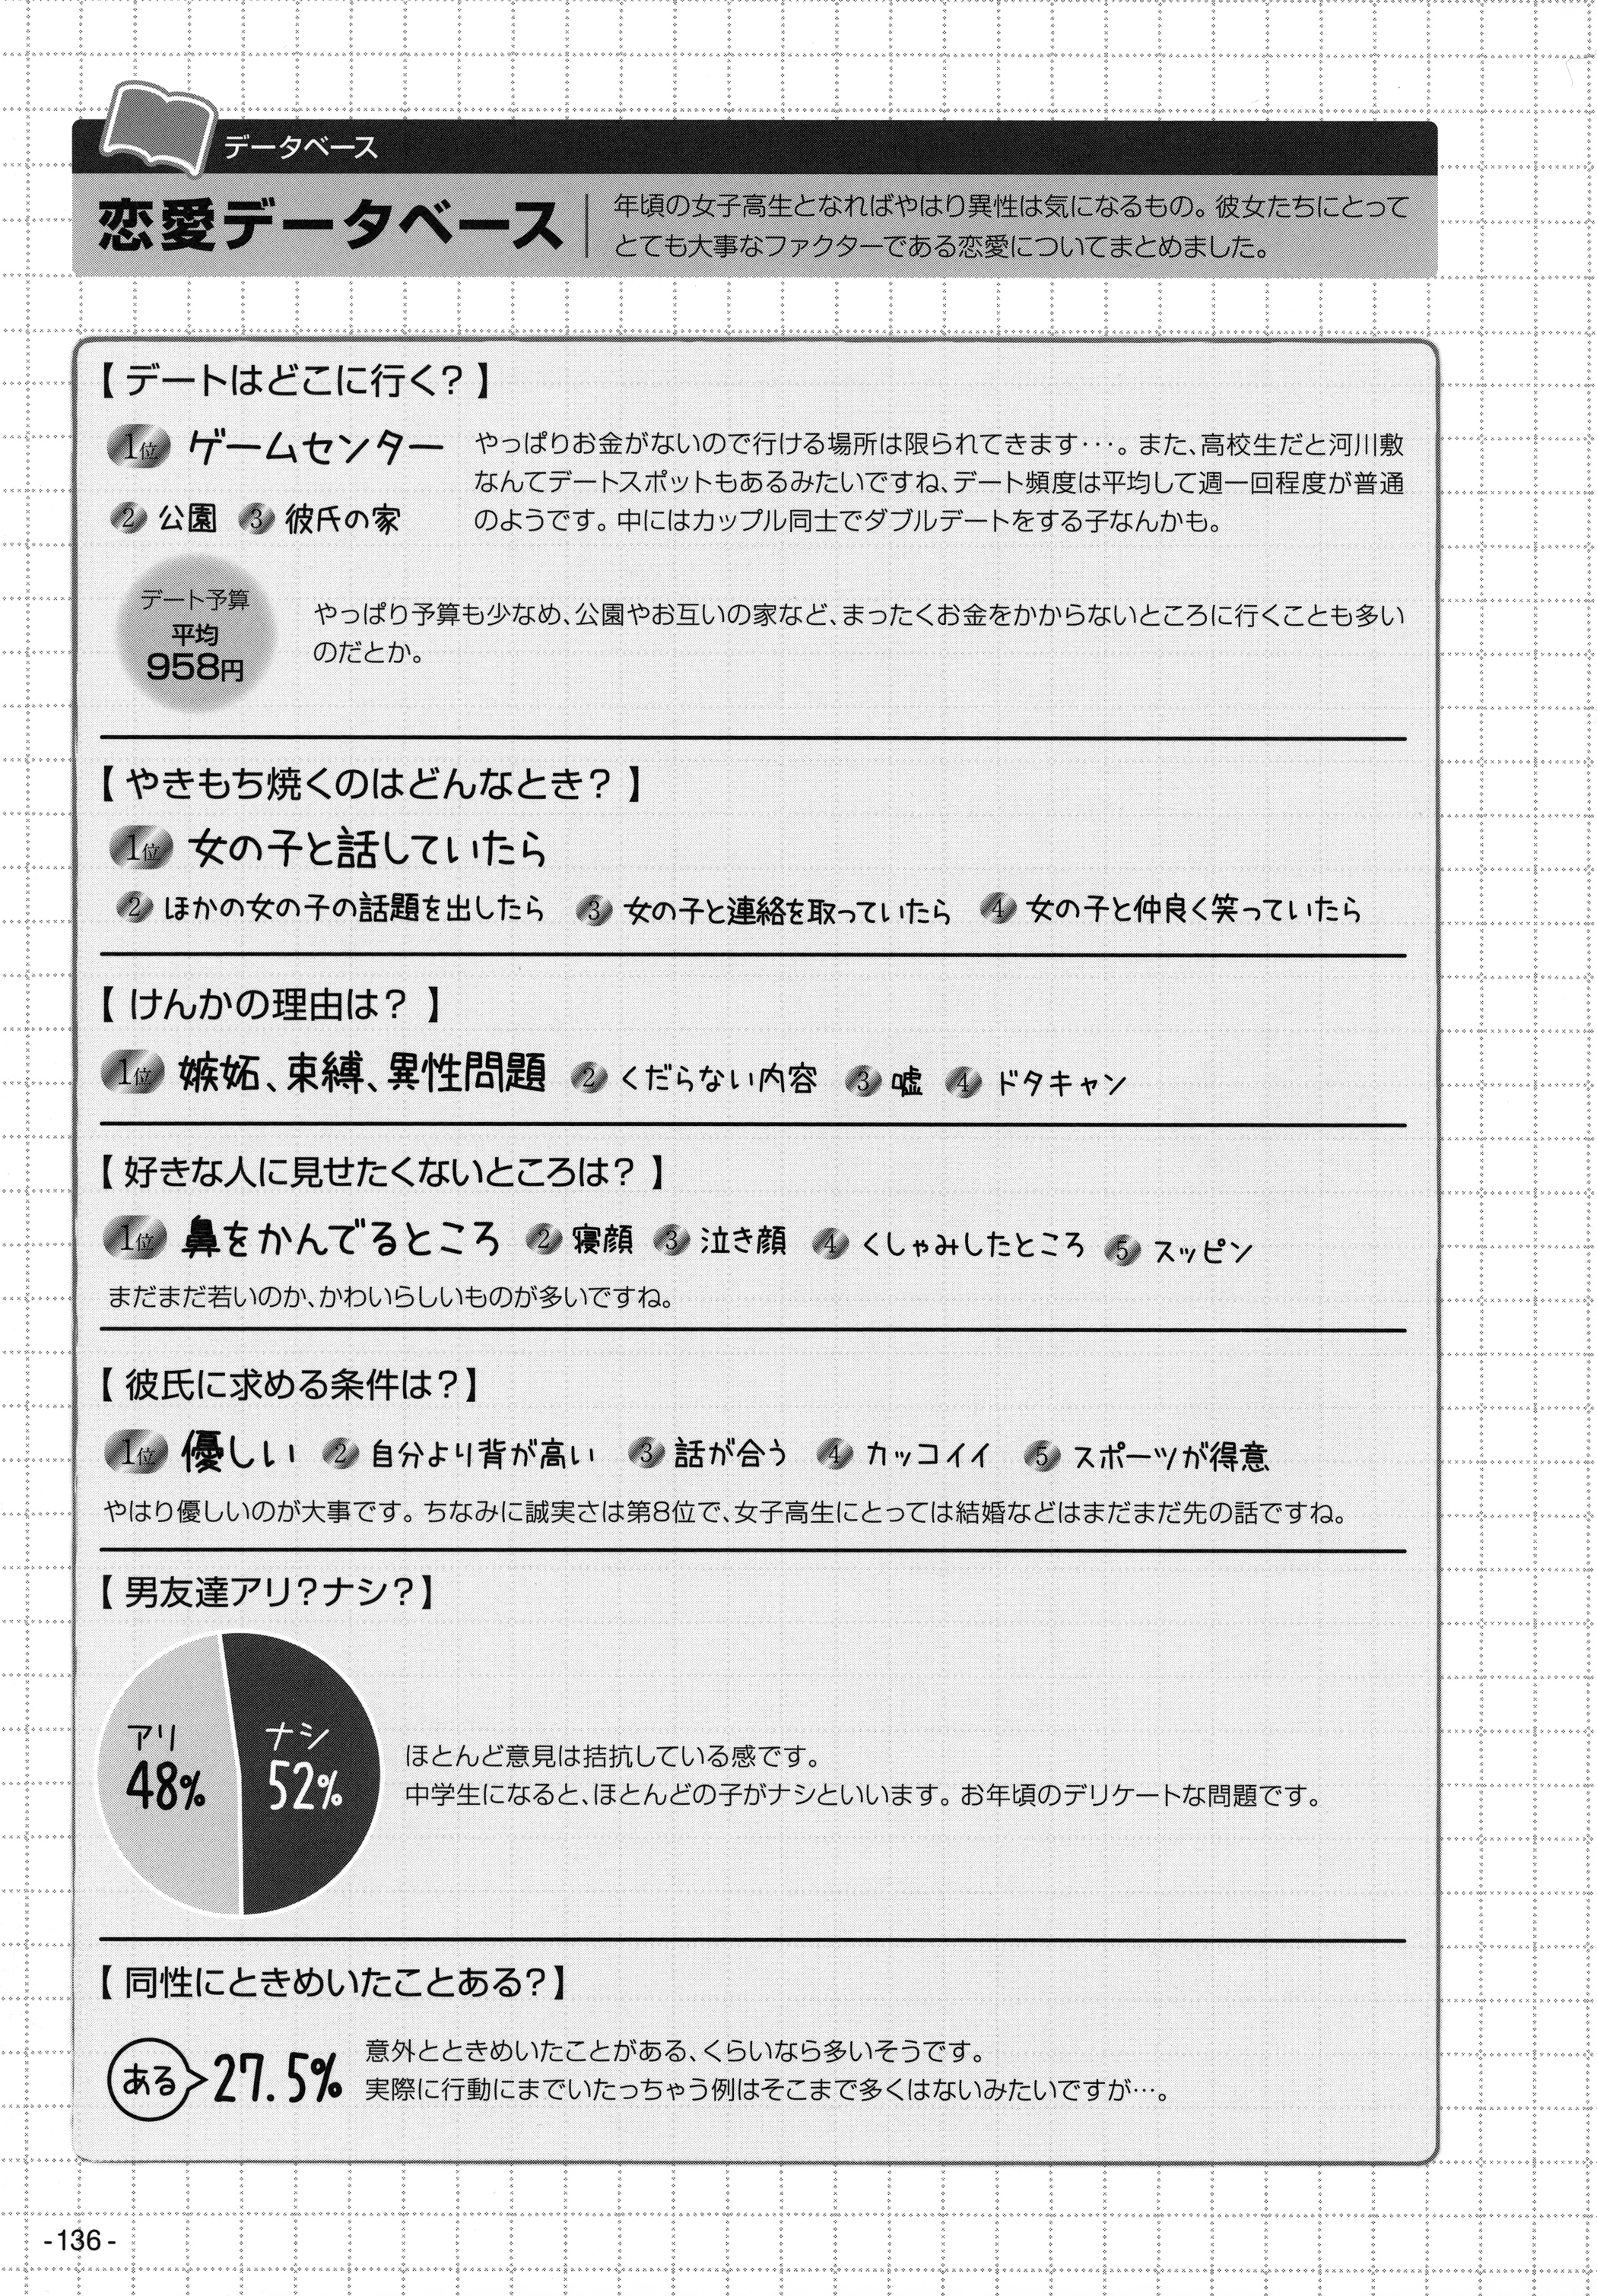 データベース
恋愛データベース
年頃の女子高生となればやはり異性は気になるもの。彼女たちにとって
とても大事なファクターである恋愛についてまとめました。
【デートはどこに行く?】
1位 ゲームセンター
2 公園 3 彼氏の家
やっぱりお金がないので行ける場所は限られてきます・・・。また、高校生だと河川敷
なんてデートスポットもあるみたいですね、デート頻度は平均して週一回程度が普通
のようです。中にはカップル同士でダブルデートをする子なんかも。
デート予算
平均
958円
やっぱり予算も少なめ、公園やお互いの家など、まったくお金をかからないところに行くことも多い
のだとか。
【やきもち焼くのはどんなとき?】
1位 女の子と話していたら
2 ほかの女の子の話題を出したら 3 女の子と連絡を取っていたら 4 女の子と仲良く笑っていたら
【けんかの理由は?】
1位 嫉妬、束縛、異性問題 2 くだらない内容 3 嘘 4 ドタキャン
【好きな人に見せたくないところは?】
1位 鼻をかんでるところ 2 寝顔 3 泣き顔 4 くしゃみしたところ 5 スッピン
まだまだ若いのか、かわいらしいものが多いですね。
【彼氏に求める条件は?】
1位 優しい 2 自分より背が高い 3 話が合う 4 カッコイイ 5 スポーツが得意
やはり優しいのが大事です。ちなみに誠実さは第8位で、女子高生にとっては結婚などはまだまだ先の話ですね。
【男友達アリ?ナシ?】
アリ
48%
ナシ
52%
ほとんど意見は拮抗している感です。
中学生になると、ほとんどの子がナシといいます。お年頃のデリケートな問題です。
【同性にときめいたことある?】
ある 27.5%
意外とときめいたことがある、くらいなら多いそうです。
実際に行動にまでいたっちゃう例はそこまで多くはないみたいですが…。
-136-